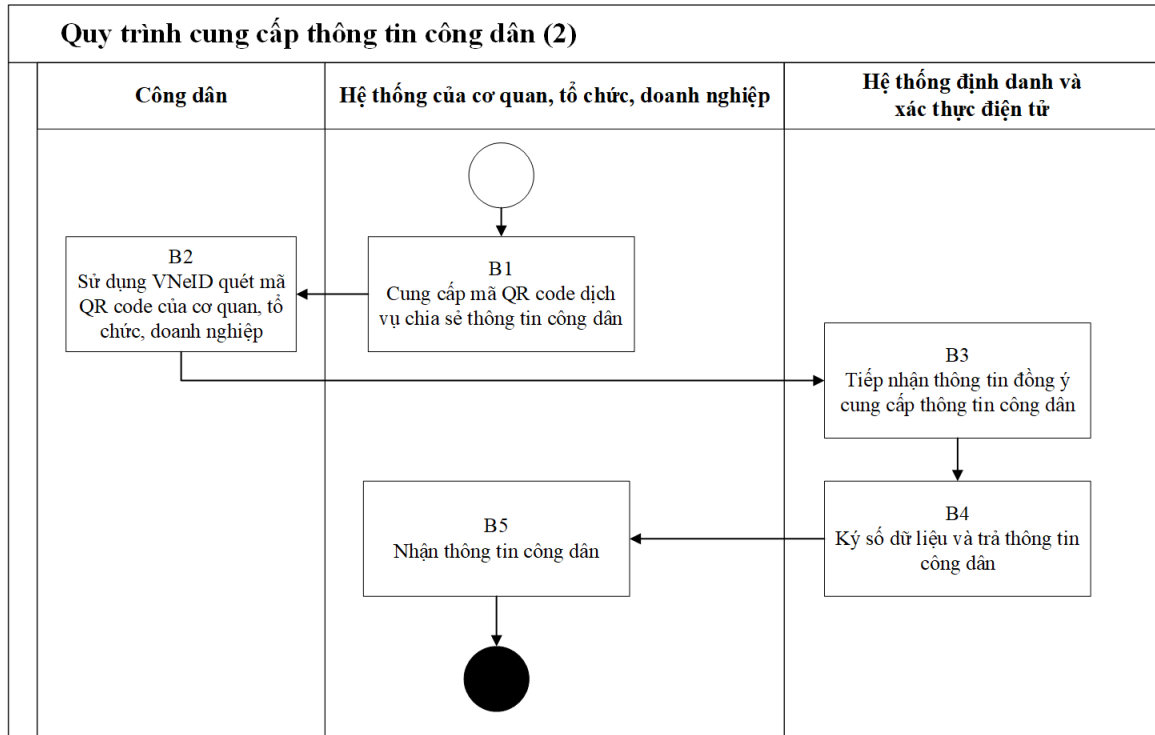 Quy trình cung cấp thông tin công dân (2)
Công dân
Hệ thống của cơ quan, tổ chức, doanh nghiệp
Hệ thống định danh và
xác thực điện tử
B1
Cung cấp mã QR code dịch
vụ chia sẻ thông tin công dân
B2
Sử dụng VNeID quét mã
QR code của cơ quan, tổ
chức, doanh nghiệp
B3
Tiếp nhận thông tin đồng ý
cung cấp thông tin công dân
B4
Ký số dữ liệu và trả thông tin
công dân
B5
Nhận thông tin công dân